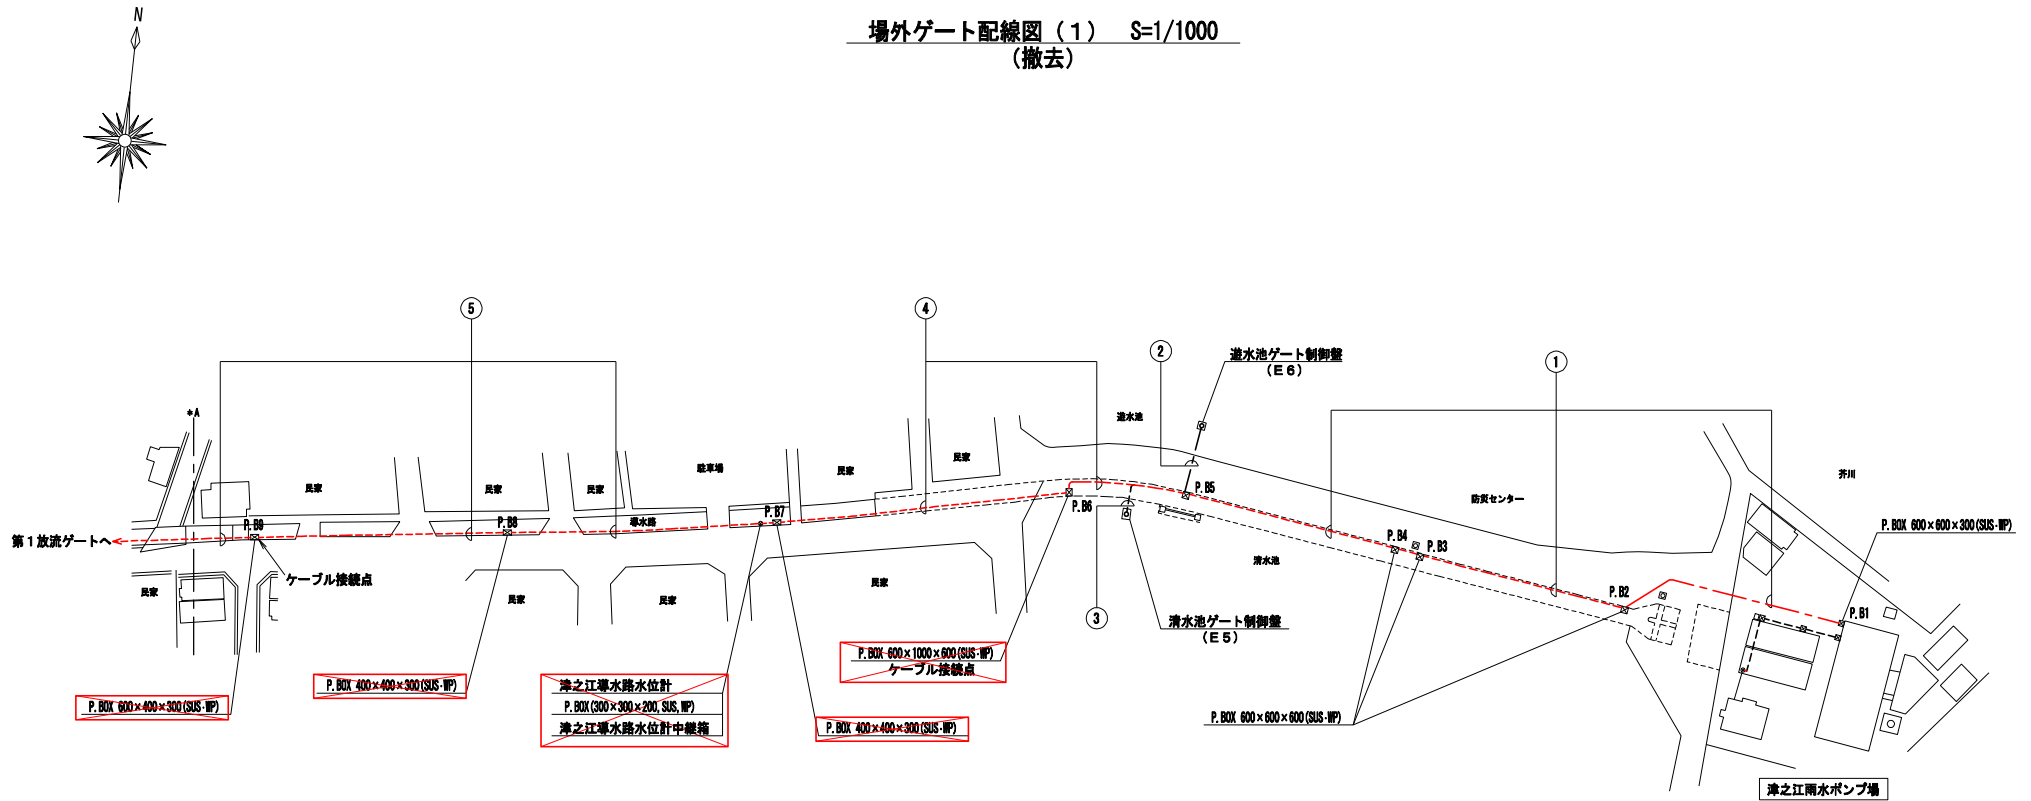 場外ゲート配線図（１）　S=1/1000
（撤去）
N
5
4
2
1
遊水池ゲート制御盤
（Ｅ６）
*A
遊水池
駐車場
民家
民家
民家
民家
民家
芥川
防災センター
P.B5
P.B6
P.B7
P.B8
P.B9
導水路
P.B4
P.B3
P.BOX 600×600×300(SUS-WP)
第１放流ゲートへ
ケーブル接続点
清水池
民家
民家
民家
民家
P.B2
P.B1
3
清水池ゲート制御盤
（Ｅ５）
P.BOX 600×1000×600(SUS-WP)
ケーブル接続点
P.BOX 400×400×300(SUS-WP)
津之江導水路水位計
P.BOX(300×300×200,SUS,WP)
津之江導水路水位計中継箱
P.BOX 600×400×300(SUS-WP)
P.BOX 400×400×300(SUS-WP)
P.BOX 600×600×600(SUS-WP)
津之江雨水ポンプ場